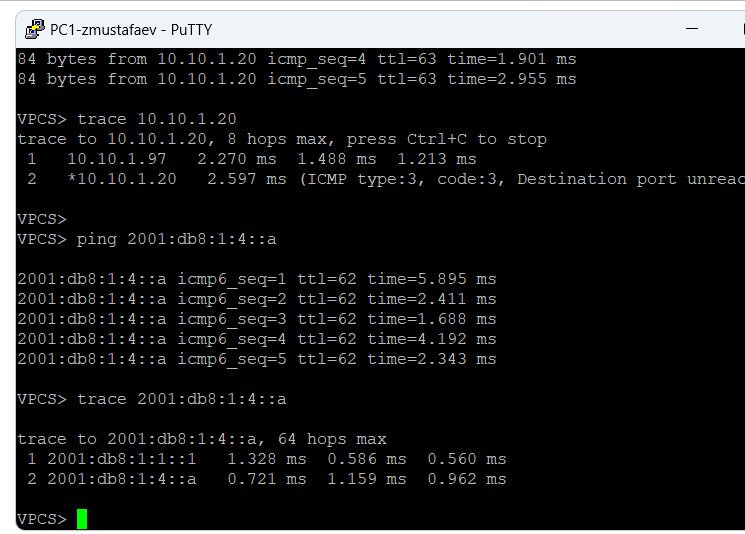 PC1-zmustafaev - PuTTY
84 bytes from 10.10.1.20 icmp_seq=4 ttl=63 time=1.901 ms
84 bytes from 10.10.1.20 icmp_seq=5 ttl=63 time=2.955 ms
VPCS> trace 10.10.1.20
trace to 10.10.1.20, 8 hops max, press Ctrl+C to stop
1 10.10.1.97 2.270 ms 1.488 ms 1.213 ms
2 *10.10.1.20 2.597 ms (ICMP type:3, code:3, Destination port unreac
VPCS>
VPCS> ping 2001:db8:1:4::a
2001:db8:1:4::a icmp6_seq=1 ttl=62 time=5.895 ms
2001:db8:1:4::a icmp6_seq=2 ttl=62 time=2.411 ms
2001:db8:1:4::a icmp6_seq=3 ttl=62 time=1.688 ms
2001:db8:1:4::a icmp6_seq=4 ttl=62 time=4.192 ms
2001:db8:1:4::a icmp6_seq=5 ttl=62 time=2.343 ms
VPCS> trace 2001:db8:1:4::a
trace to 2001:db8:1:4::a, 64 hops max
1 2001:db8:1:1::1 1.328 ms 0.586 ms 0.560 ms
2 2001:db8:1:4::a 0.721 ms 1.159 ms 0.962 ms
VPCS>